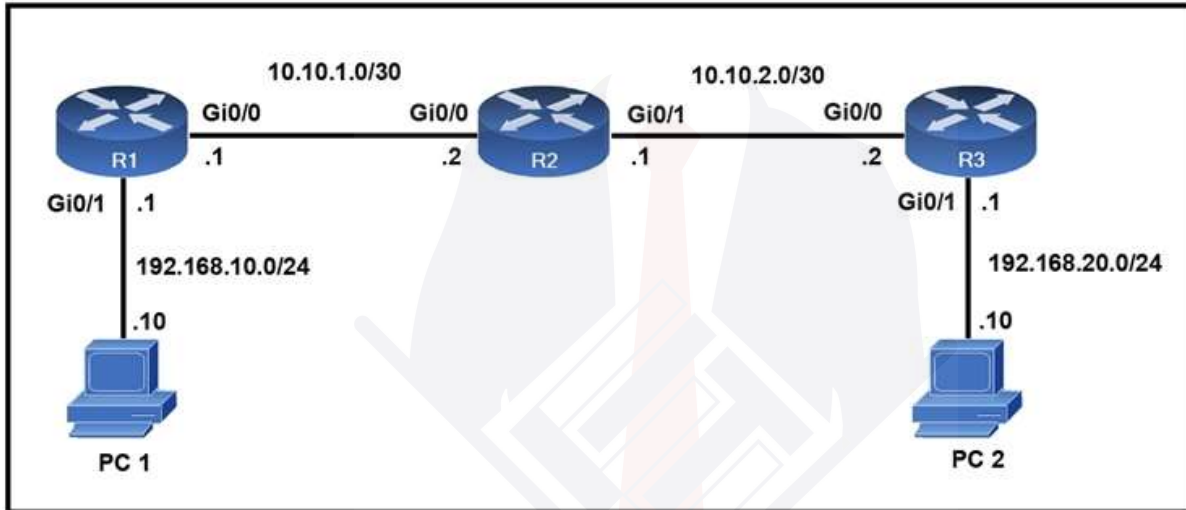 10.10.1.0/30
10.10.2.0/30
Gi0/0
Gi0/0
Gi0/1
Gi0/0
R1
.1
.2
R2
.1
.2
R3
Gi0/1
.1
Gi0/1
.1
192.168.10.0/24
192.168.20.0/24
.10
.10
PC 1
PC 2